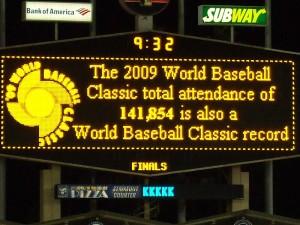 Bank of America
SUBWAY
9:32
The 2009 World Baseball
Classic total attendance of
141,854 is also a
World Baseball Classic record
09 WORLD BASEBALL CLASSIC
FINALS
PIZZA
STRIKEOUT
COUNTER
KKKKK